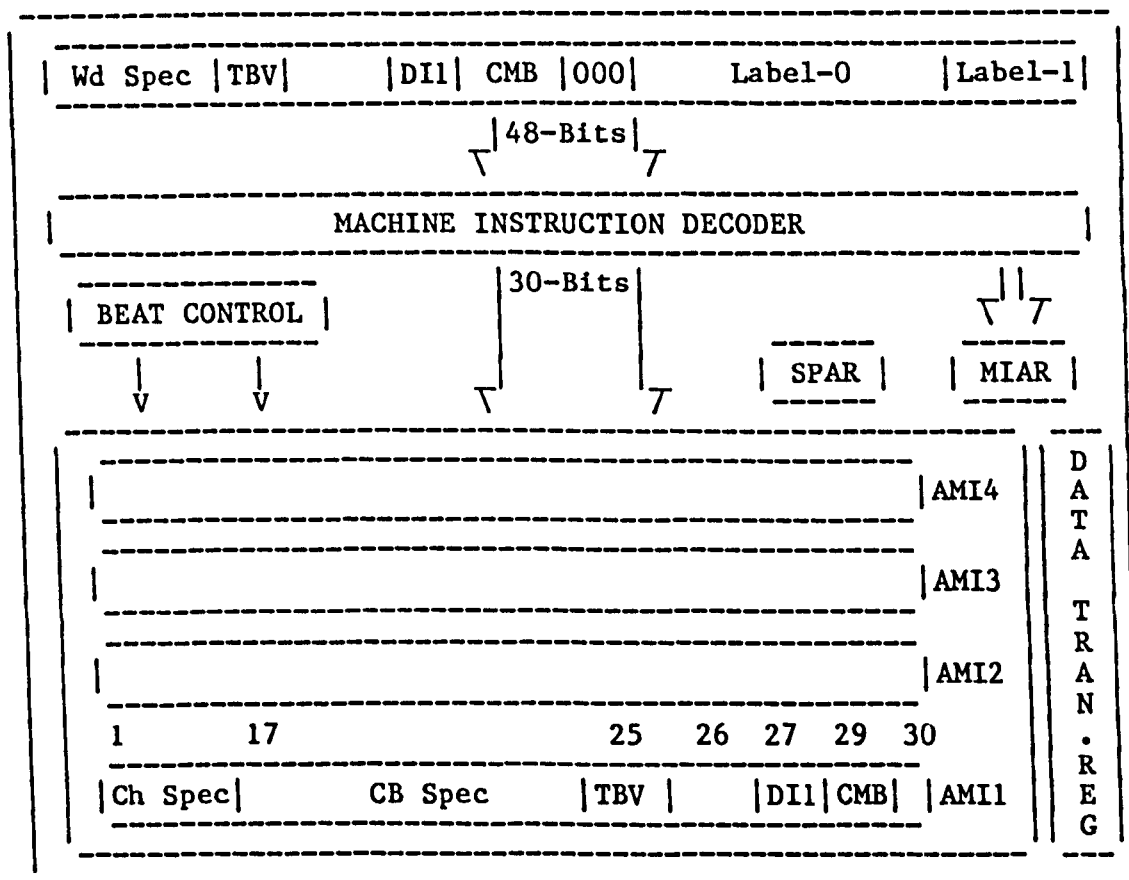 Wd Spec TBV DI1 CMB 000 Label-0 Label-1
48-Bits
MACHINE INSTRUCTION DECODER
30-Bits
BEAT CONTROL
SPAR MIAR
AMI4
AMI3
AMI2
1 17 25 26 27 29 30
Ch Spec CB Spec TBV DI1 CMB AMI1
DATA TRAN.REG